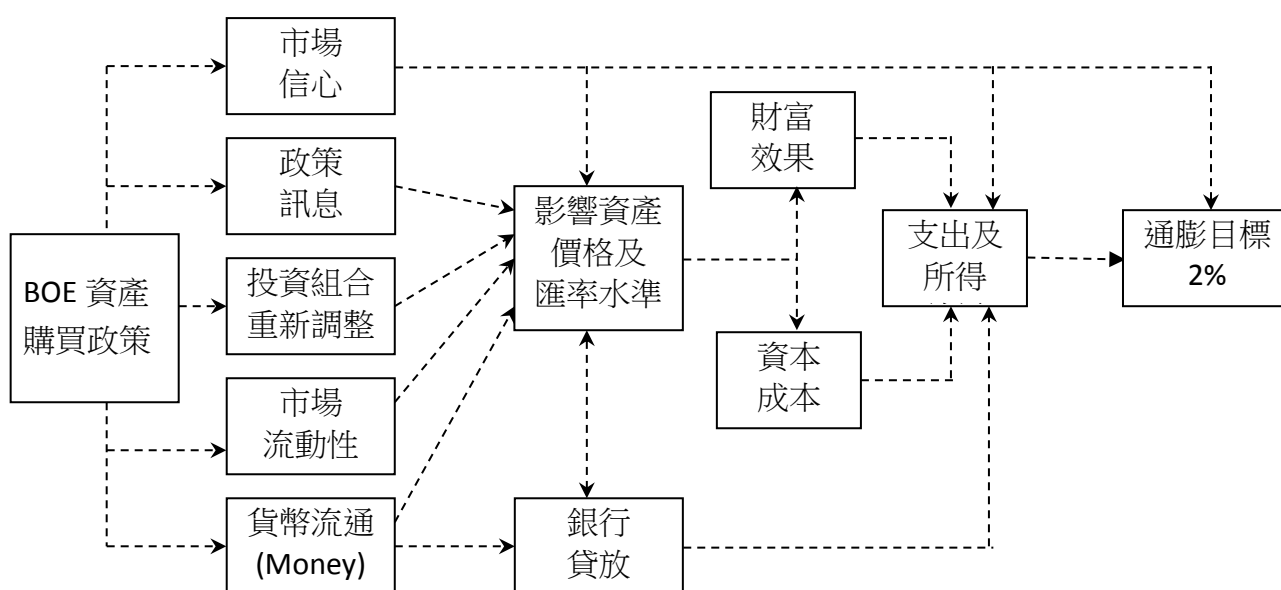 市場
信心
政策
訊息
BOE 資產
購買政策
投資組合
重新調整
市場
流動性
貨幣流通
(Money)
影響資產
價格及
匯率水準
銀行
貸放
財富
效果
資本
成本
支出及
所得
通膨目標
2%